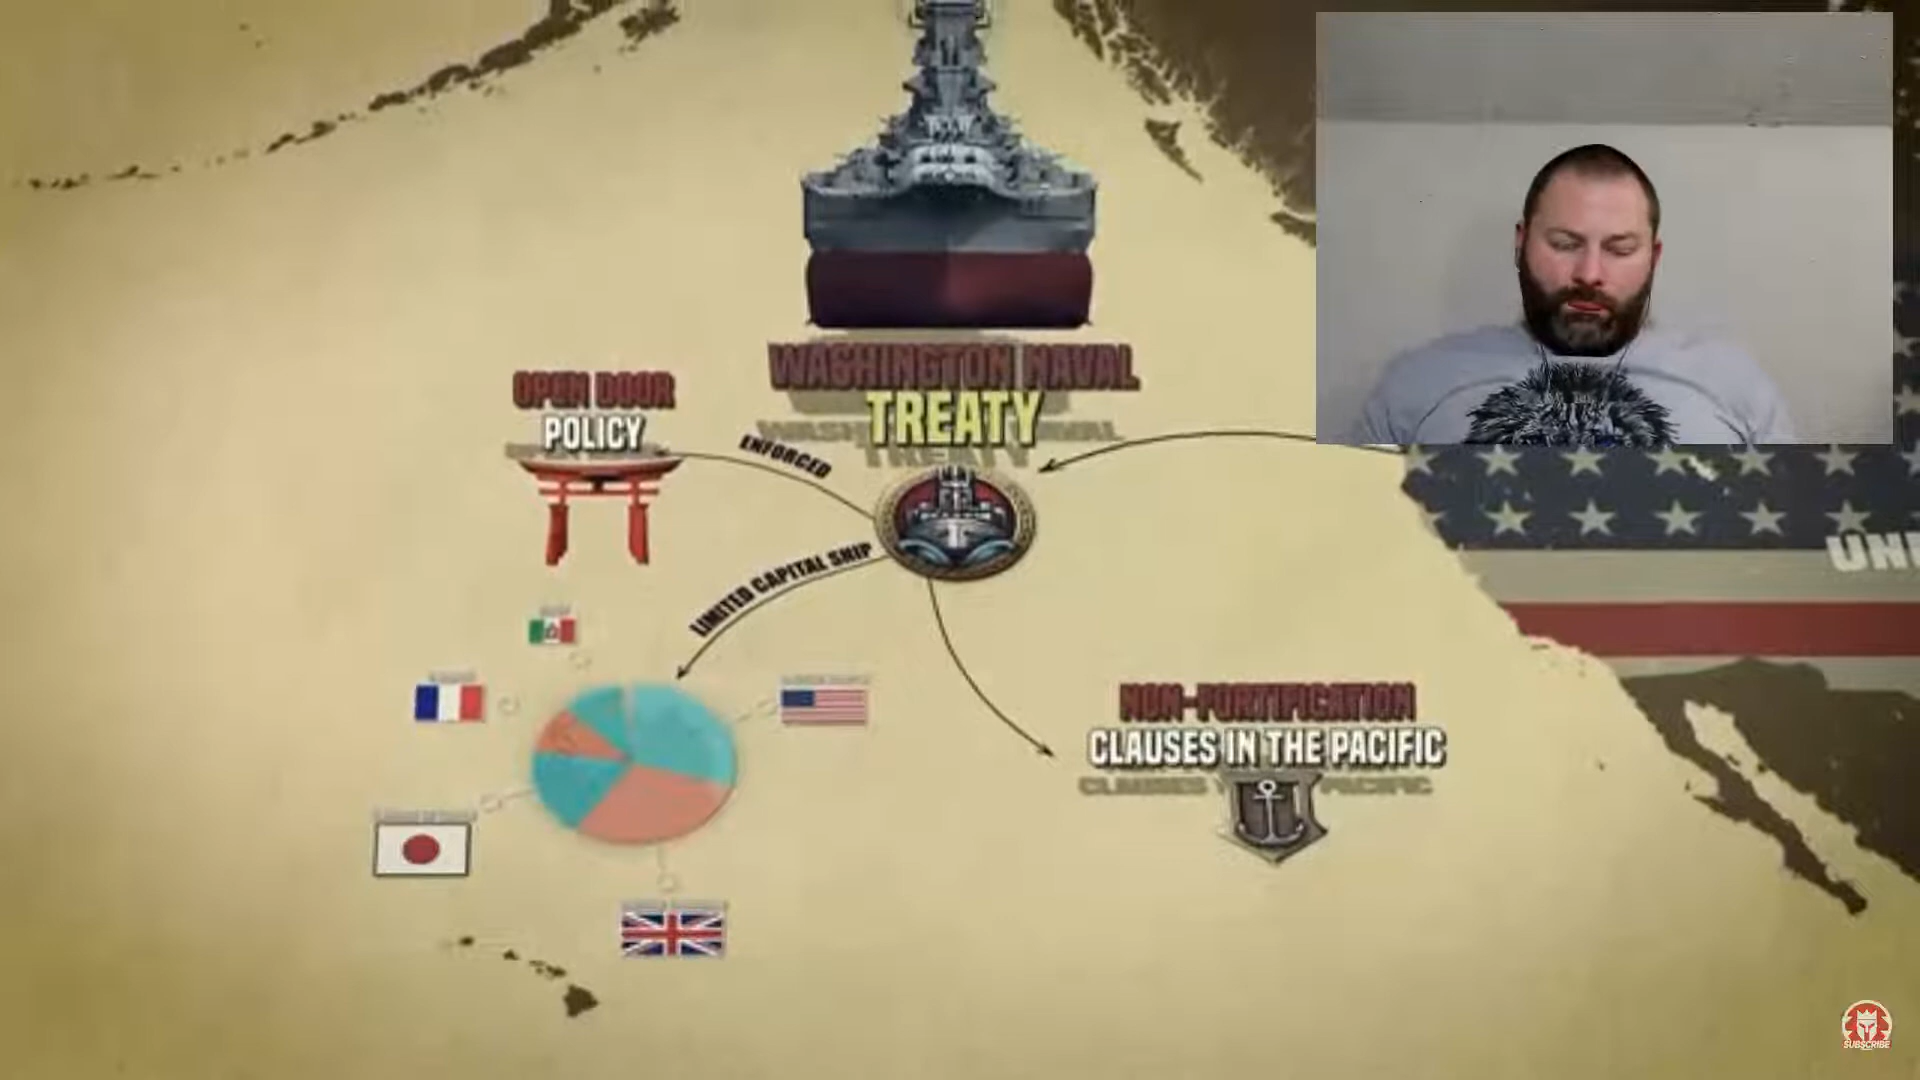 WASHINGTON NAVAL
TREATY
OPEN DOOR
POLICY
ENFORCED
LIMITED CAPITAL SHIP
UNI
NON-FORTIFICATION
CLAUSES IN THE PACIFIC
SUBSCRIBE